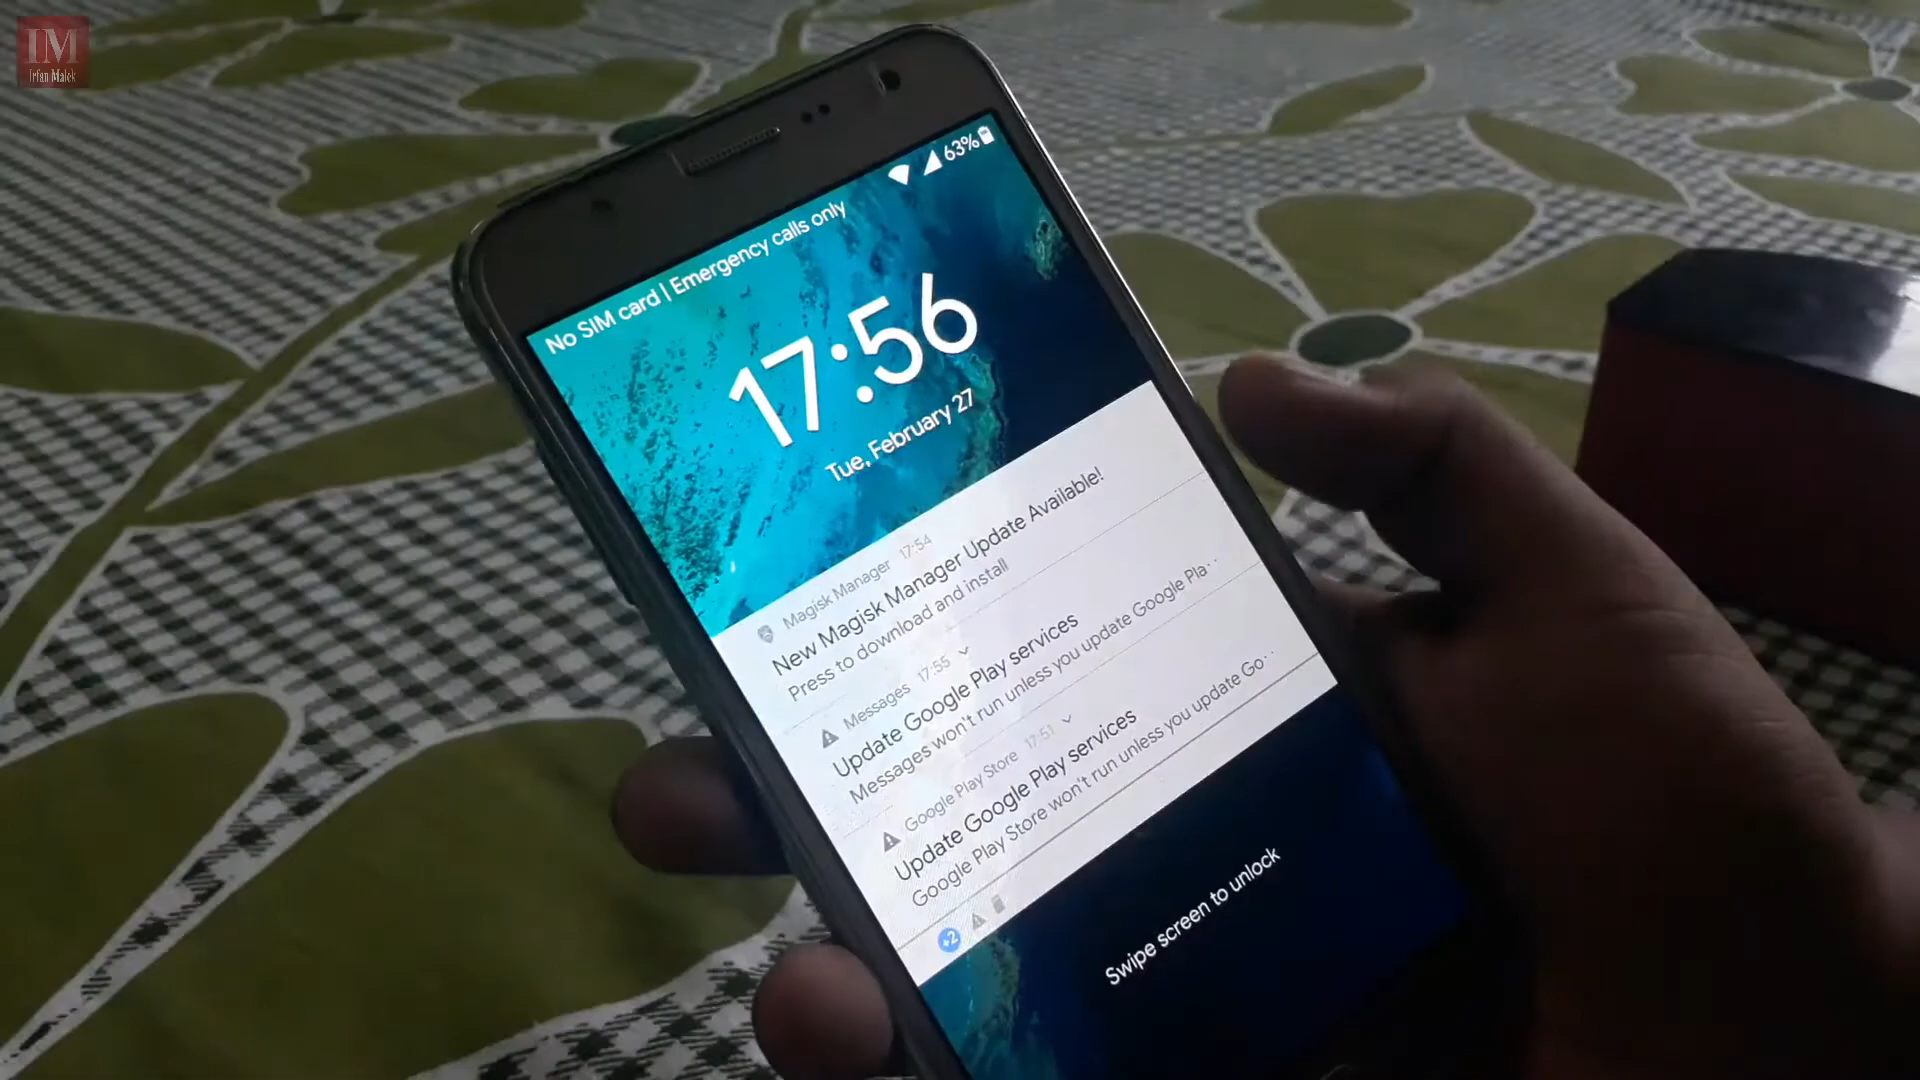 IM
Irfan Malek
63%
No SIM card | Emergency calls only
17:56
Tue, February 27
Magisk Manager 17:54
New Magisk Manager Update Available!
Press to download and install
Messages 17:55
Update Google Play services
Messages won't run unless you update Google Pla··
Google Play Store 17:51
Update Google Play services
Google Play Store won't run unless you update Go··
+2
Swipe screen to unlock